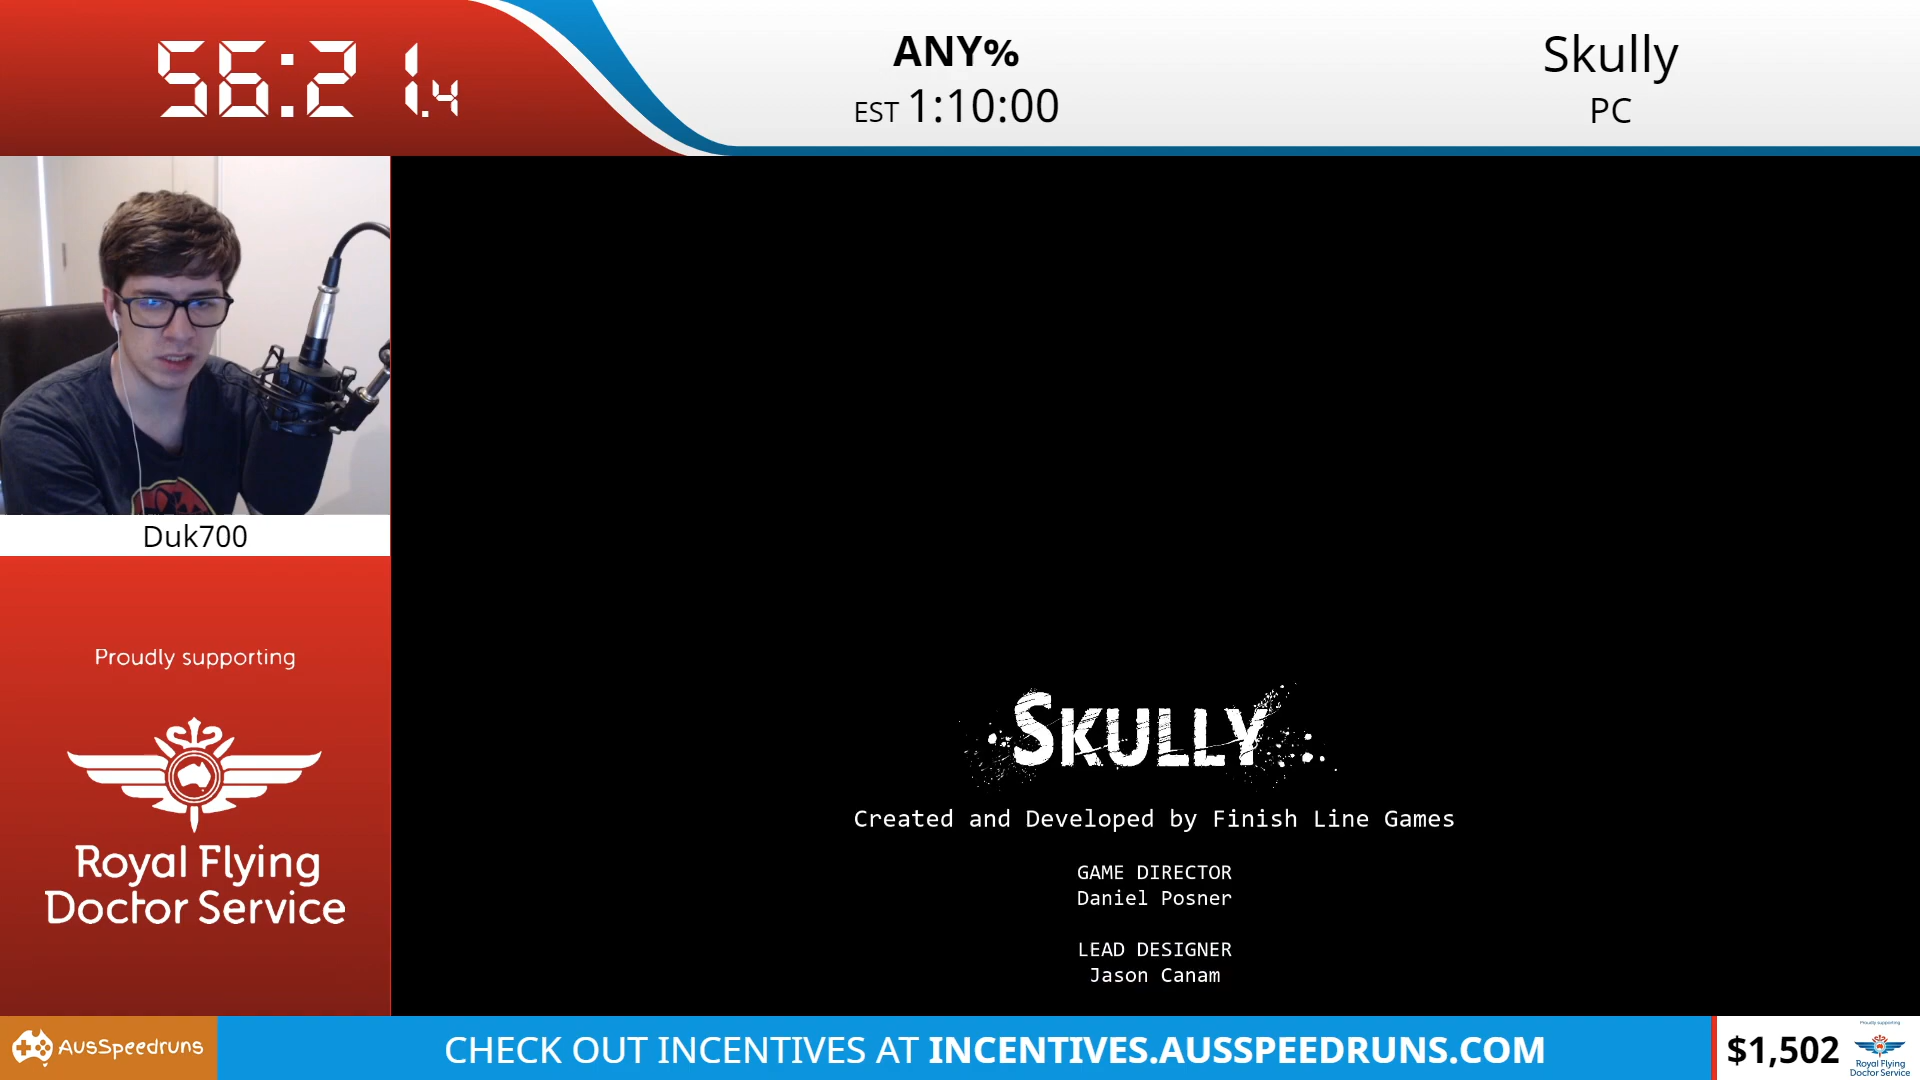 56:21.4
ANY%
EST 1:10:00
Skully
PC
Duk700
Proudly supporting
Royal Flying
Doctor Service
SKULLY
Created and Developed by Finish Line Games
GAME DIRECTOR
Daniel Posner
LEAD DESIGNER
Jason Canam
AusSpeedruns
CHECK OUT INCENTIVES AT INCENTIVES.AUSSPEEDRUNS.COM
$1,502
Proudly supporting
Royal Flying
Doctor Service